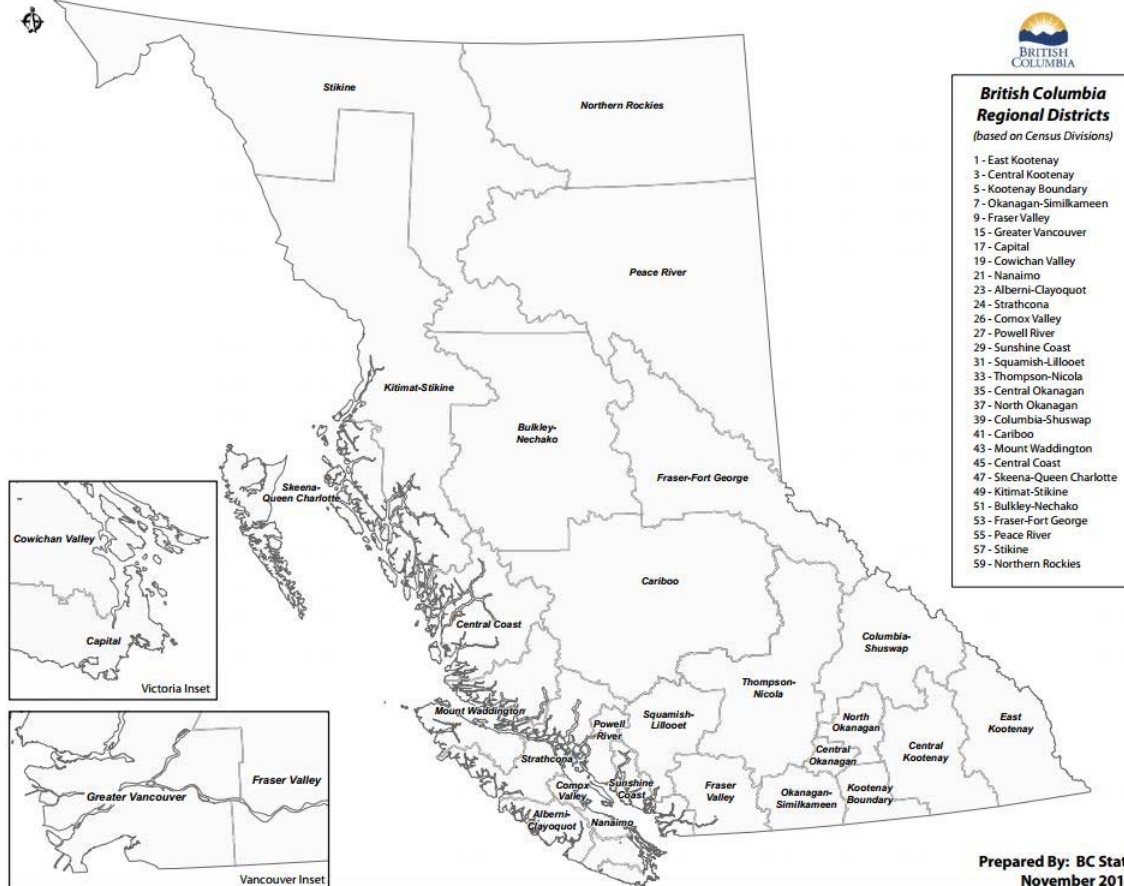 BRITISH
COLUMBIA
British Columbia
Regional Districts
(based on Census Divisions)
1 - East Kootenay
3 - Central Kootenay
5 - Kootenay Boundary
7 - Okanagan-Similkameen
9 - Fraser Valley
15 - Greater Vancouver
17 - Capital
19 - Cowichan Valley
21 - Nanaimo
23 - Alberni-Clayoquot
24 - Strathcona
26 - Comox Valley
27 - Powell River
29 - Sunshine Coast
31 - Squamish-Lillooet
33 - Thompson-Nicola
35 - Central Okanagan
37 - North Okanagan
39 - Columbia-Shuswap
41 - Cariboo
43 - Mount Waddington
45 - Central Coast
47 - Skeena-Queen Charlotte
49 - Kitimat-Stikine
51 - Bulkley-Nechako
53 - Fraser-Fort George
55 - Peace River
57 - Stikine
59 - Northern Rockies
Stikine
Northern Rockies
Peace River
Kitimat-Stikine
Bulkley-
Nechako
Fraser-Fort George
Skeena-
Queen Charlotte
Cariboo
Central Coast
Columbia-
Shuswap
Thompson-
Nicola
Mount Waddington
Powell
River
Squamish-
Lillooet
North
Okanagan
East
Kootenay
Central
Okanagan
Central
Kootenay
Strathcona
Comox
Valley
Sunshine
Coast
Fraser
Valley
Okanagan-
Similkameen
Kootenay
Boundary
Alberni-
Clayoquot
Nanaimo
Cowichan Valley
Capital
Victoria Inset
Greater Vancouver
Fraser Valley
Vancouver Inset
Prepared By: BC Stat
November 201